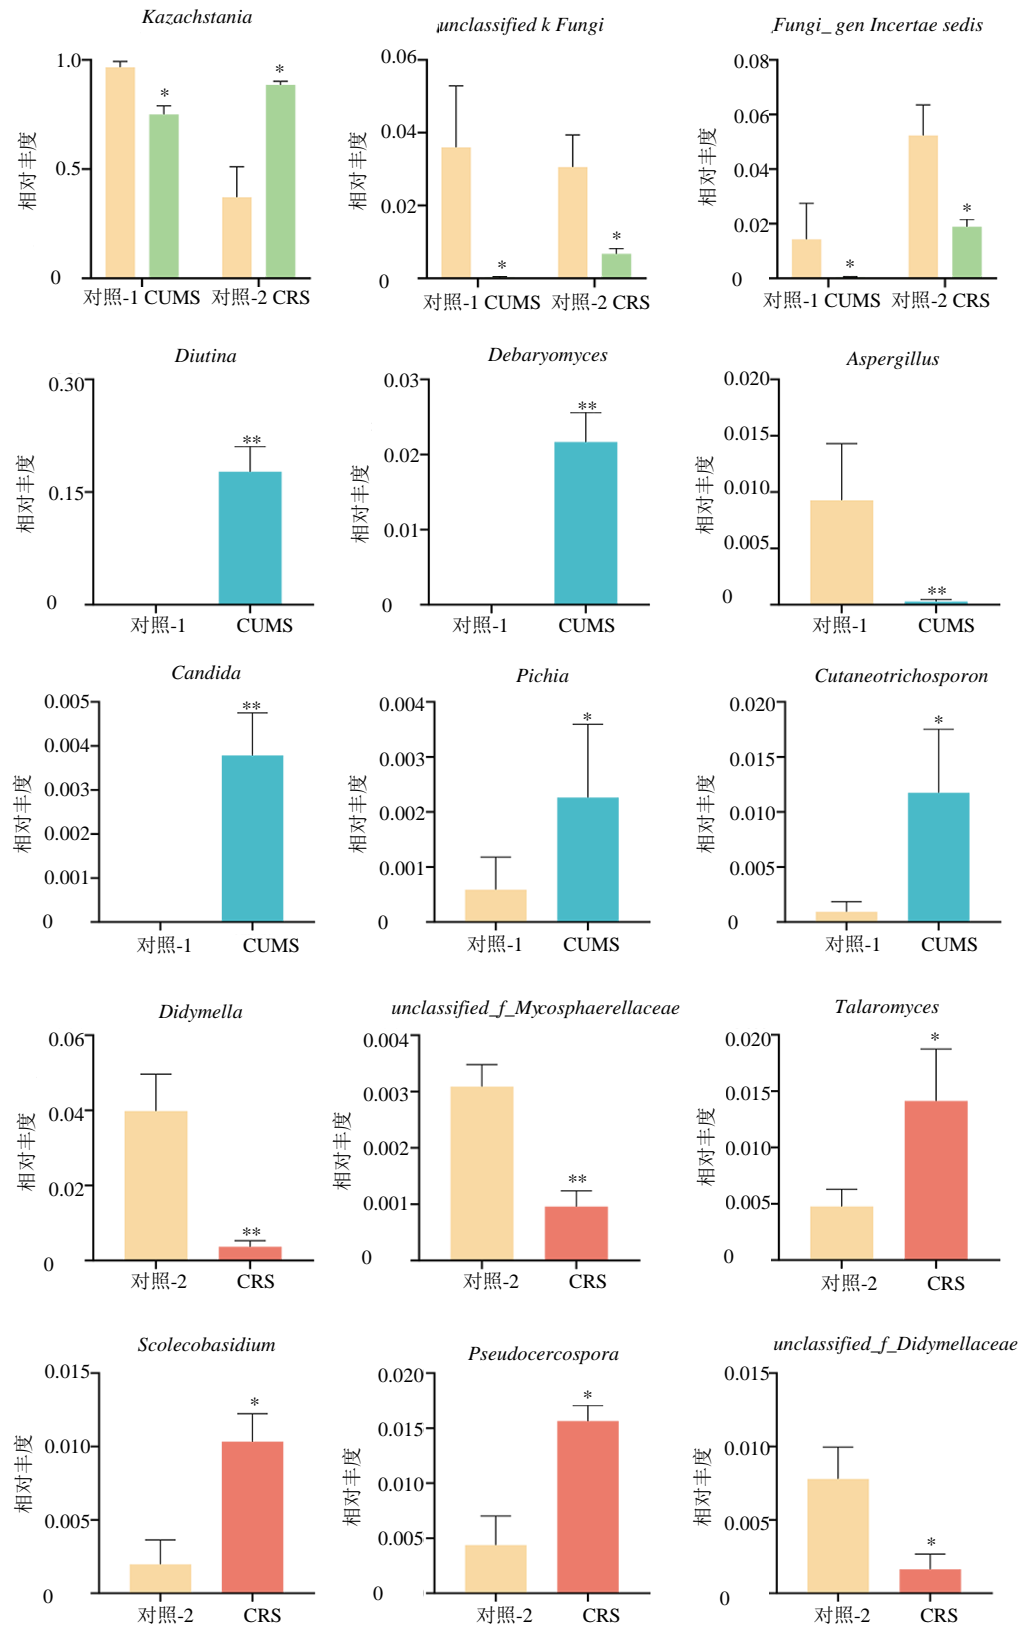 Kazachstania
1.0
0.5
0
相对丰度
*
*
对照-1 CUMS 对照-2 CRS
unclassified k Fungi
0.06
0.04
0.02
0
相对丰度
*
*
对照-1 CUMS 对照-2 CRS
Fungi_ gen Incertae sedis
0.08
0.06
0.04
0.02
0
相对丰度
*
*
对照-1 CUMS 对照-2 CRS
Diutina
0.30
0.15
0
相对丰度
**
对照-1 CUMS
Debaryomyces
0.03
0.02
0.01
0
相对丰度
**
对照-1 CUMS
Aspergillus
0.020
0.015
0.010
0.005
0
相对丰度
**
对照-1 CUMS
Candida
0.005
0.004
0.003
0.002
0.001
0
相对丰度
**
对照-1 CUMS
Pichia
0.004
0.003
0.002
0.001
0
相对丰度
*
对照-1 CUMS
Cutaneotrichosporon
0.020
0.015
0.010
0.005
0
相对丰度
*
对照-1 CUMS
Didymella
0.06
0.04
0.02
0
相对丰度
**
对照-2 CRS
unclassified_f_Mycosphaerellaceae
0.004
0.003
0.002
0.001
0
相对丰度
**
对照-2 CRS
Talaromyces
0.020
0.015
0.010
0.005
0
相对丰度
*
对照-2 CRS
Scolecobasidium
0.015
0.010
0.005
0
相对丰度
*
对照-2 CRS
Pseudocercospora
0.020
0.015
0.010
0.005
0
相对丰度
*
对照-2 CRS
unclassified_f_Didymellaceae
0.015
0.010
0.005
0
相对丰度
*
对照-2 CRS